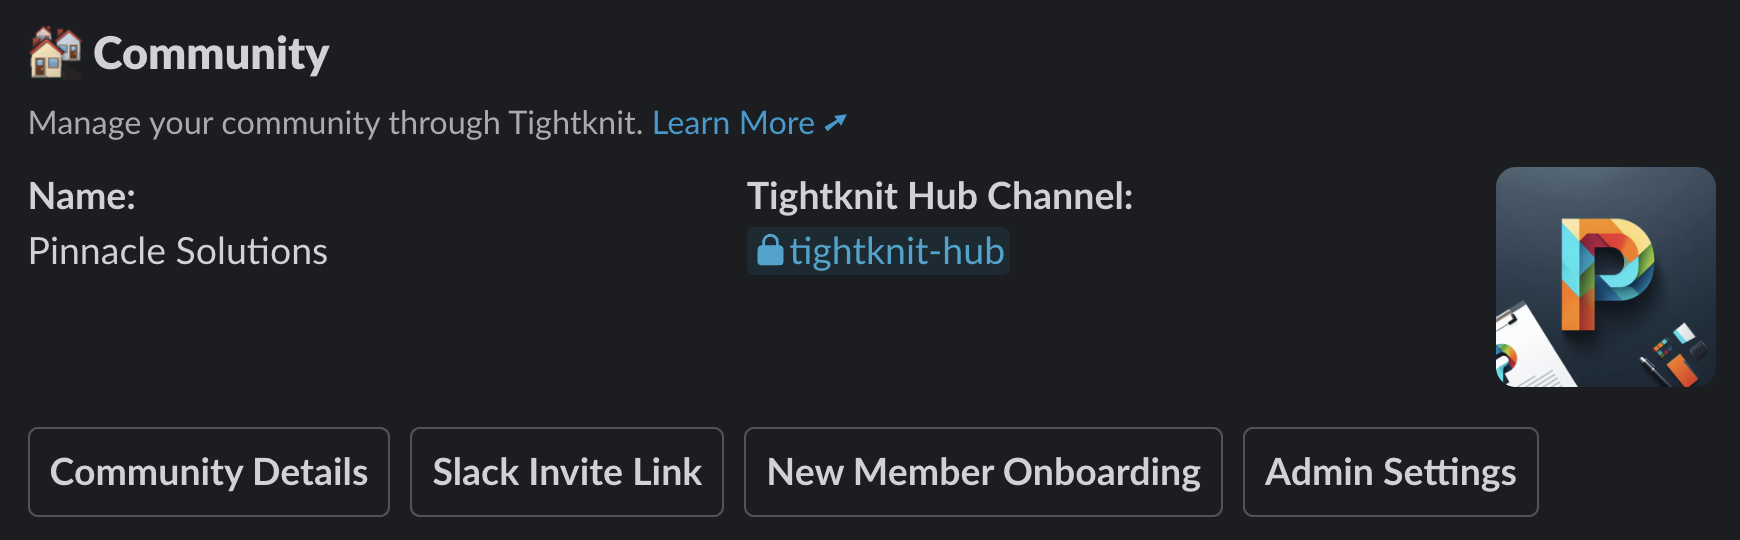 Community
Manage your community through Tightknit. Learn More
Name:
Pinnacle Solutions
Tightknit Hub Channel:
tightknit-hub
P
Community Details
Slack Invite Link
New Member Onboarding
Admin Settings